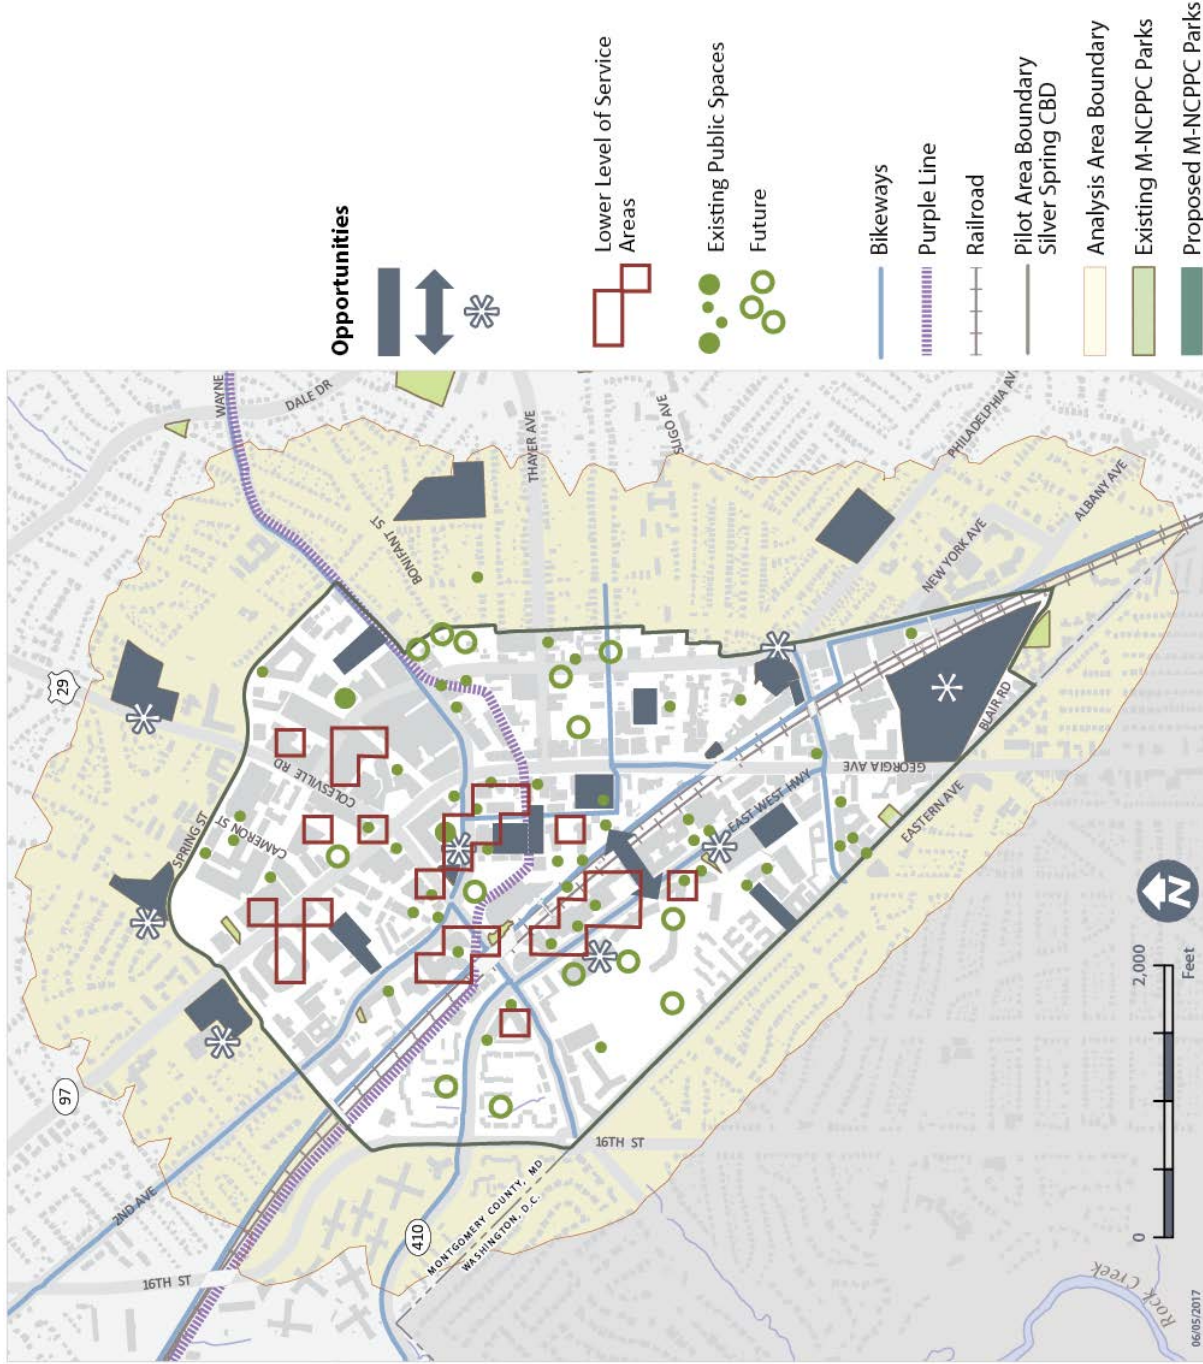 Opportunities
Lower Level of Service
Areas
Existing Public Spaces
Future
Bikeways
Purple Line
Railroad
Pilot Area Boundary
Silver Spring CBD
Analysis Area Boundary
Existing M-NCPPC Parks
Proposed M-NCPPC Parks
WAYNE
DALE DR
29
BONIFANT ST
THAYER AVE
SLIGO AVE
PHILADELPHIA AV
NEW YORK AVE
ALBANY AVE
COLESVILLE RD
SPRING ST
CAMERON ST
GEORGIA AVE
BLAIR RD
EAST WEST HWY
EASTERN AVE
97
2ND AVE
16TH ST
16TH ST
410
MONTGOMERY COUNTY, MD
WASHINGTON, D.C.
Rock Creek
N
0
2,000
Feet
06/05/2017